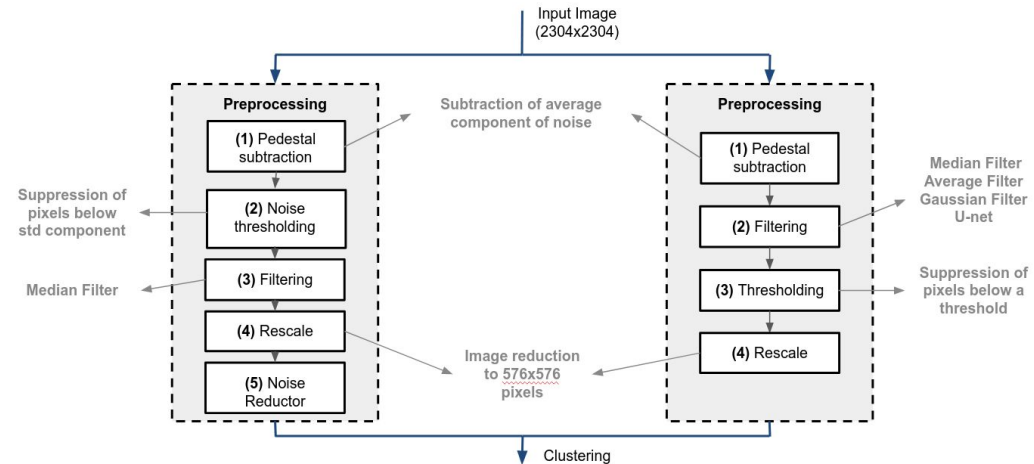 Input Image
(2304x2304)
Preprocessing
(1) Pedestal
subtraction
(2) Noise
thresholding
(3) Filtering
(4) Rescale
(5) Noise
Reductor
Suppression of
pixels below
std component
Median Filter
Subtraction of average
component of noise
Image reduction
to 576x576
pixels
Preprocessing
(1) Pedestal
subtraction
(2) Filtering
(3) Thresholding
(4) Rescale
Median Filter
Average Filter
Gaussian Filter
U-net
Suppression of
pixels below a
threshold
Clustering